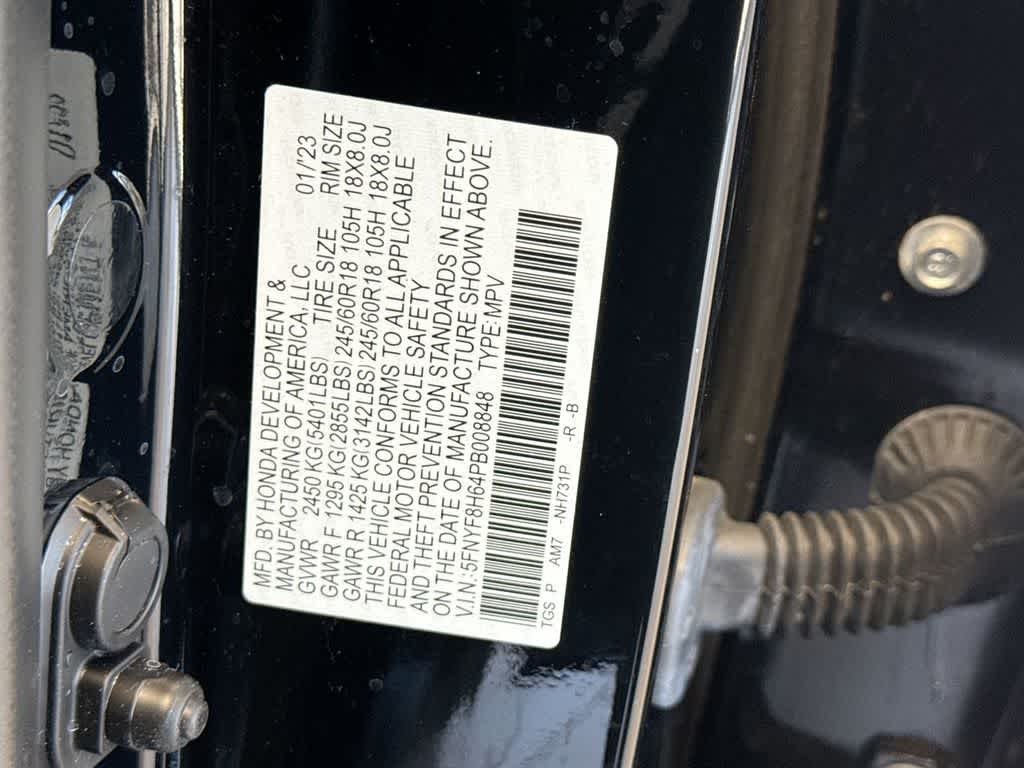 MFD. BY HONDA DEVELOPMENT &
MANUFACTURING OF AMERICA, LLC 01/'23
GVWR 2450 KG(5401LBS) TIRE SIZE RIM SIZE
GAWR F 1295 KG(2855LBS) 245/60R18 105H 18X8.0J
GAWR R 1425 KG(3142LBS) 245/60R18 105H 18X8.0J
THIS VEHICLE CONFORMS TO ALL APPLICABLE
FEDERAL MOTOR VEHICLE SAFETY
AND THEFT PREVENTION STANDARDS IN EFFECT
ON THE DATE OF MANUFACTURE SHOWN ABOVE.
V.I.N.:5FNYF8H64PB008848 TYPE:MPV
TGS P AM7 -NH731P -R -B